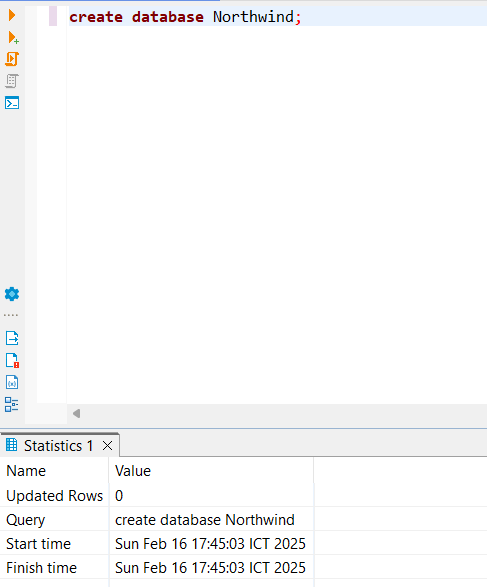 create database Northwind;
Statistics 1
Name Value
Updated Rows 0
Query create database Northwind
Start time Sun Feb 16 17:45:03 ICT 2025
Finish time Sun Feb 16 17:45:03 ICT 2025